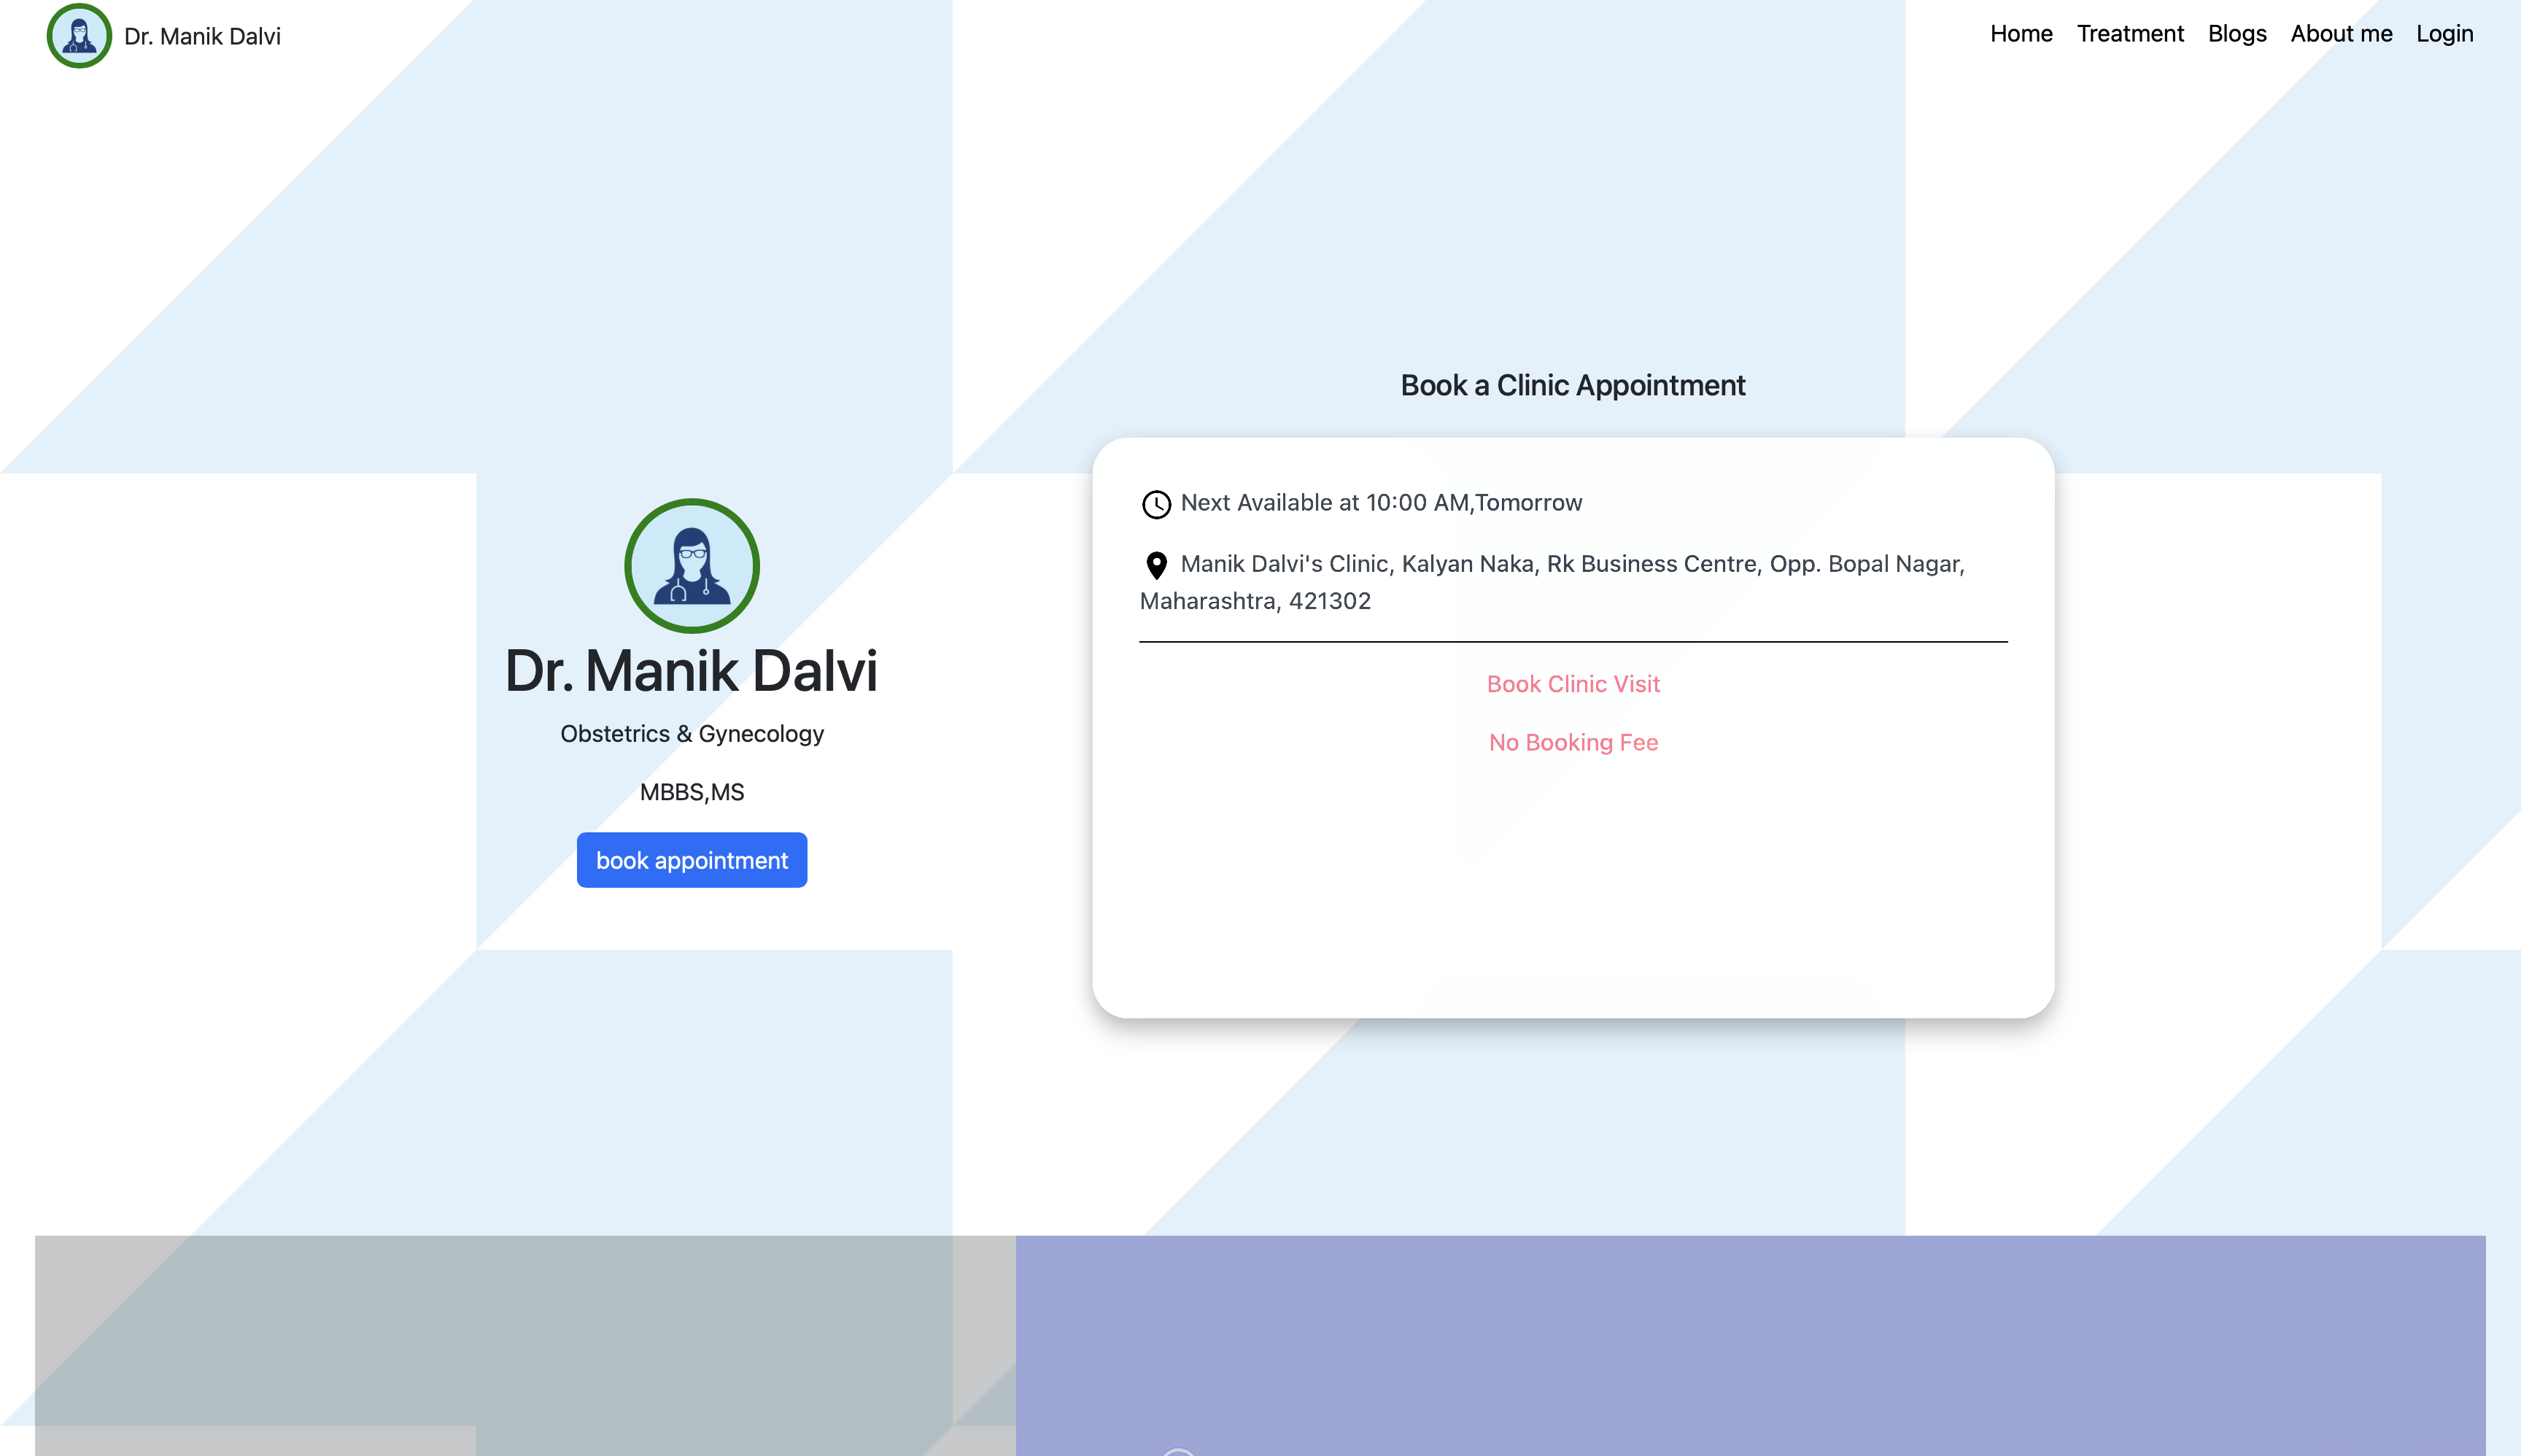 Dr. Manik Dalvi
Home Treatment Blogs About me Login
Dr. Manik Dalvi
Obstetrics & Gynecology
MBBS,MS
book appointment
Book a Clinic Appointment
Next Available at 10:00 AM,Tomorrow
Manik Dalvi's Clinic, Kalyan Naka, Rk Business Centre, Opp. Bopal Nagar,
Maharashtra, 421302
Book Clinic Visit
No Booking Fee